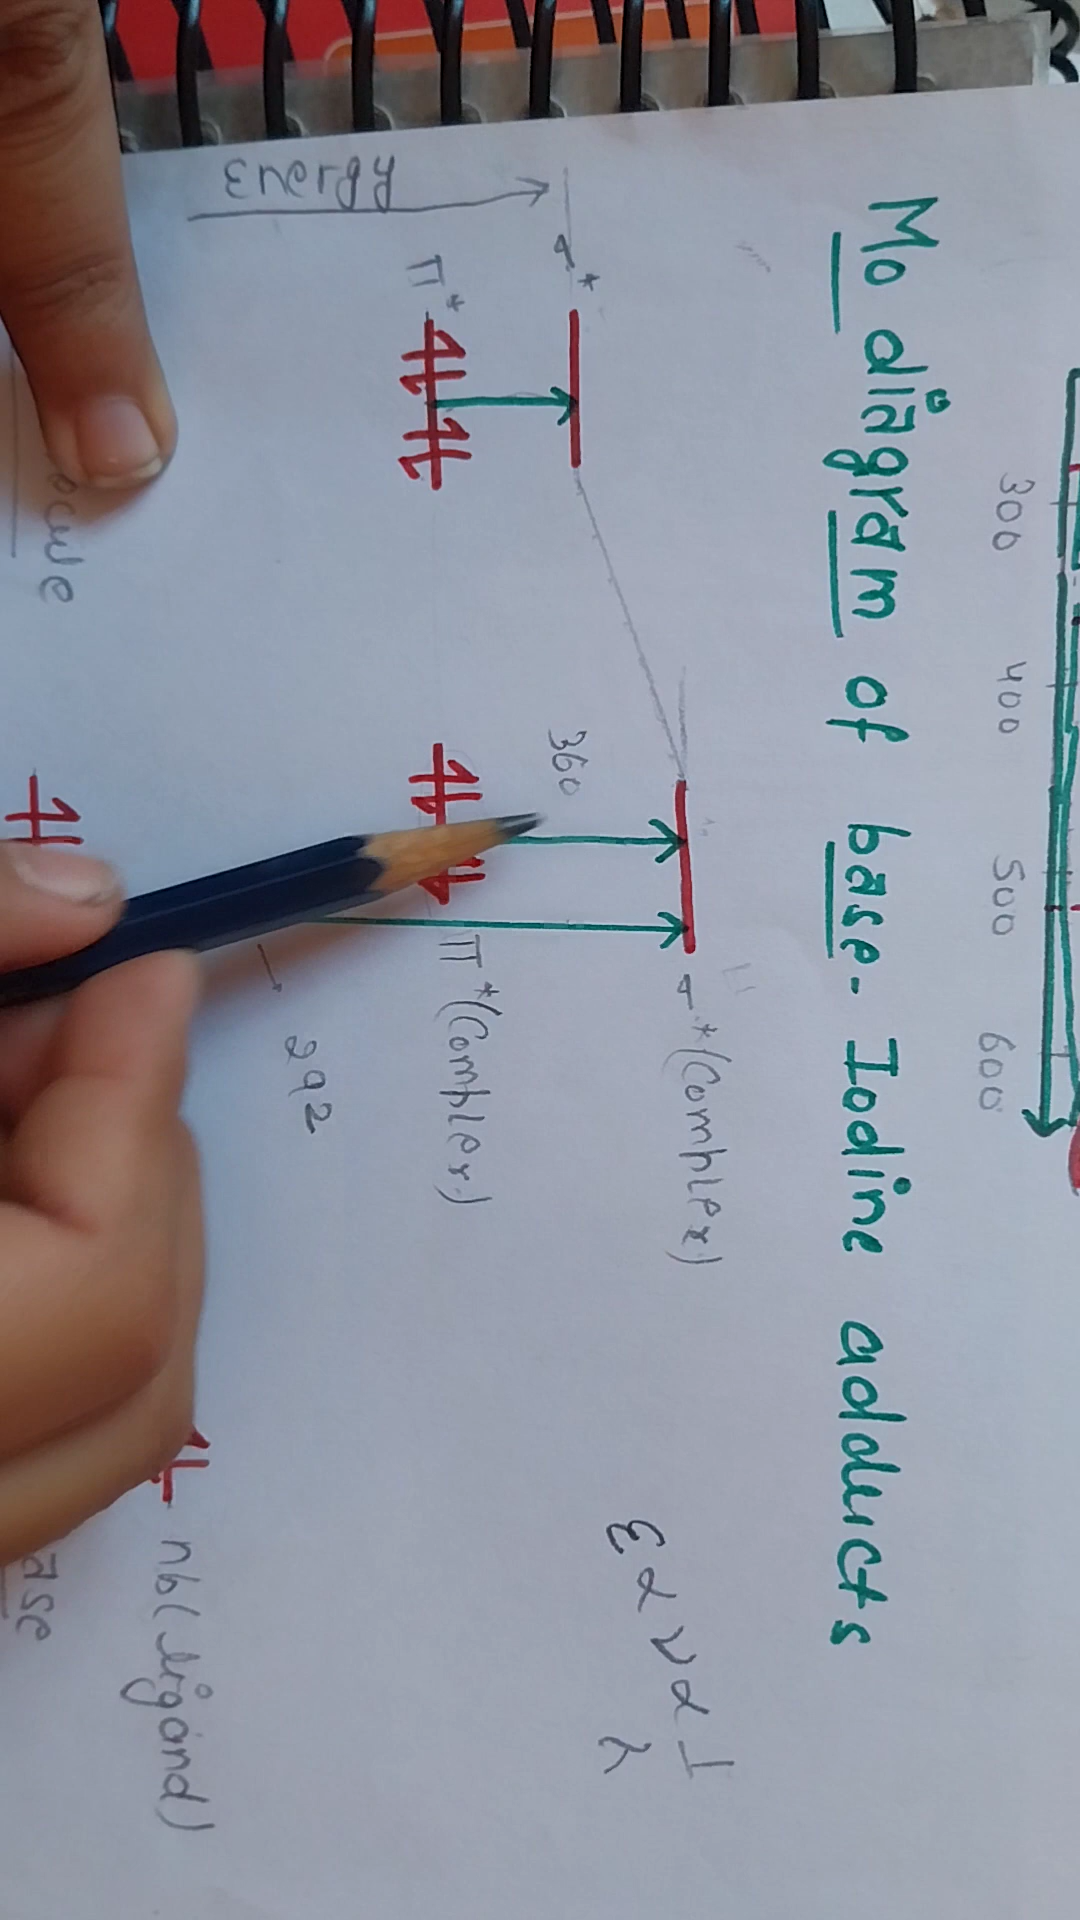 300 400 500 600
Mo diagram of base-Iodine adducts
Energy
σ* σ*(Complex)
360
π* π*(Complex)
292
E α ν α 1
λ
nb(ligand)